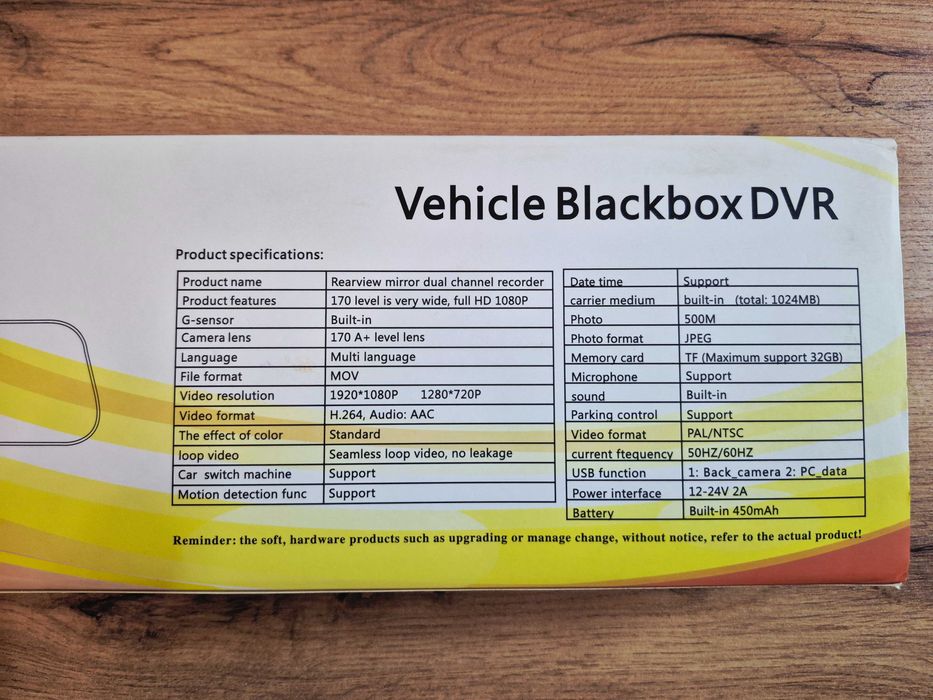 Vehicle Blackbox DVR
Product specifications:
Product name Rearview mirror dual channel recorder
Product features 170 level is very wide, full HD 1080P
G-sensor Built-in
Camera lens 170 A+ level lens
Language Multi language
File format MOV
Video resolution 1920*1080P 1280*720P
Video format H.264, Audio: AAC
The effect of color Standard
loop video Seamless loop video, no leakage
Car switch machine Support
Motion detection func Support
Date time Support
carrier medium built-in (total: 1024MB)
Photo 500M
Photo format JPEG
Memory card TF (Maximum support 32GB)
Microphone Support
sound Built-in
Parking control Support
Video format PAL/NTSC
current ftequency 50HZ/60HZ
USB function 1: Back_camera 2: PC_data
Power interface 12-24V 2A
Battery Built-in 450mAh
Reminder: the soft, hardware products such as upgrading or manage change, without notice, refer to the actual product!